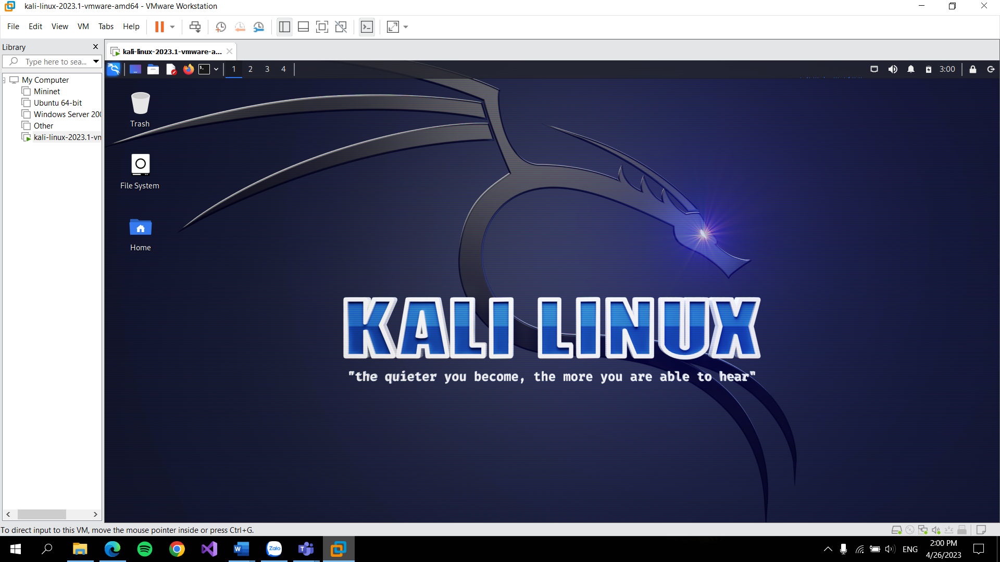 kali-linux-2023.1-vmware-amd64 - VMware Workstation
File Edit View VM Tabs Help
Library
Type here to sea...
My Computer
Mininet
Ubuntu 64-bit
Windows Server 200
Other
kali-linux-2023.1-vm
kali-linux-2023.1-vmware-a...
1 2 3 4
3:00
Trash
File System
Home
KALI LINUX
"the quieter you become, the more you are able to hear"
To direct input to this VM, move the mouse pointer inside or press Ctrl+G.
Zalo
ENG
2:00 PM
4/26/2023